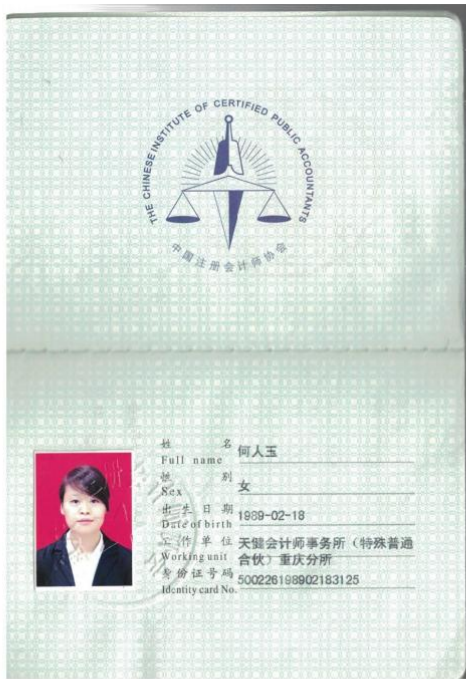 THE CHINESE INSTITUTE OF CERTIFIED PUBLIC ACCOUNTANTS
中国注册会计师协会
姓 名 何人玉
Full name
性 别 女
Sex
出生日期 1989-02-18
Date of birth
工作单位 天健会计师事务所（特殊普通
Working unit 合伙）重庆分所
身份证号码 500226198902183125
Identity card No.